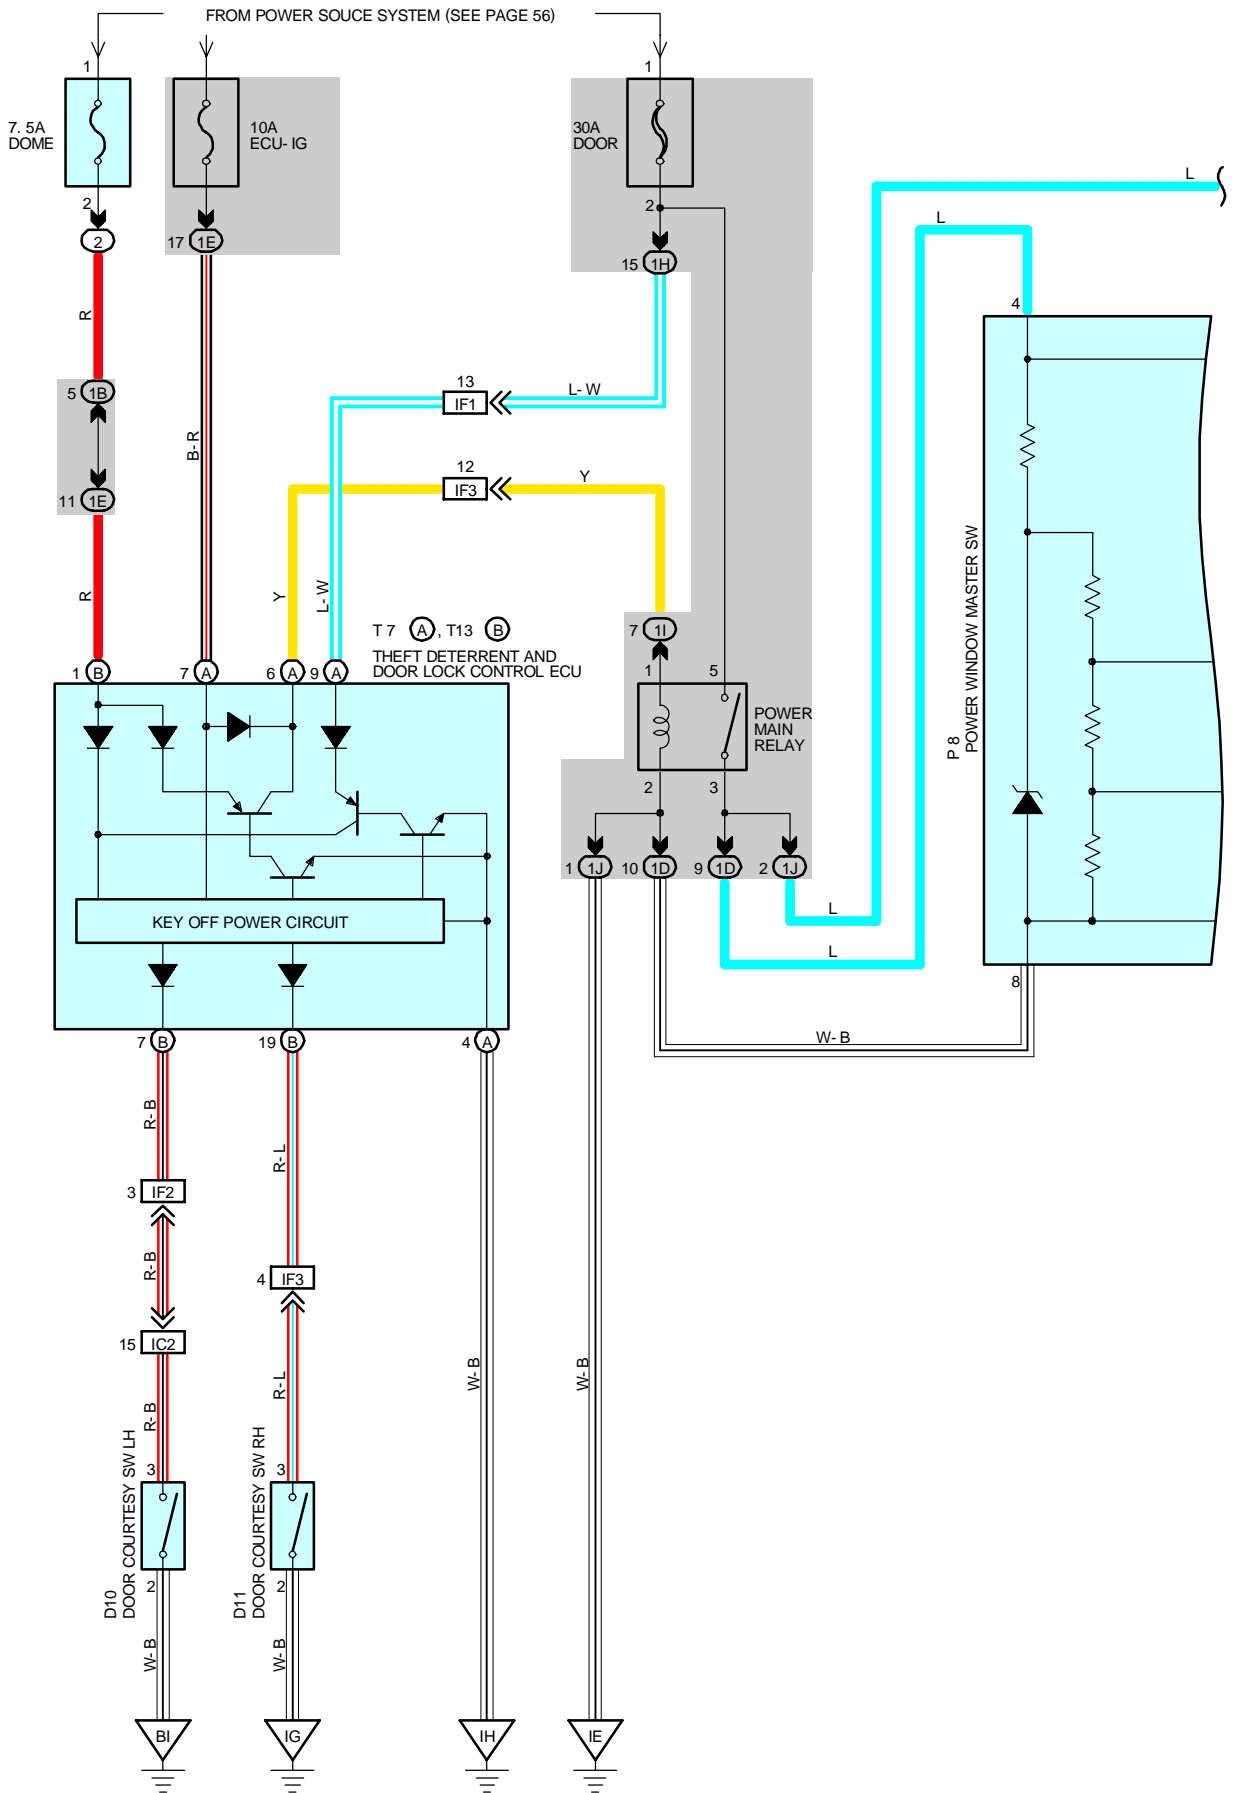 FROM POWER SOUCE SYSTEM (SEE PAGE 56)
1
1
7. 5A
DOME
10A
ECU- IG
30A
DOOR
2
2
2
17 1E
15 1H
L
L
4
R
5 1B
11 1E
R
B- R
13
IF1
L- W
12
IF3
Y
Y
L- W
T 7 A , T13 B
THEFT DETERRENT AND
DOOR LOCK CONTROL ECU
1 B
7 A
6 A
9 A
7 1I
1
5
POWER
MAIN
RELAY
2
3
1 1J
10 1D
9 1D
2 1J
P 8
POWER WINDOW MASTER SW
KEY OFF POWER CIRCUIT
L
L
8
W- B
7 B
19 B
4 A
R- B
R- L
3 IF2
R- B
4 IF3
15 IC2
R- B
R- L
W- B
W- B
3
3
D10
DOOR COURTESY SW LH
D11
DOOR COURTESY SW RH
2
2
W- B
W- B
BI
IG
IH
IE